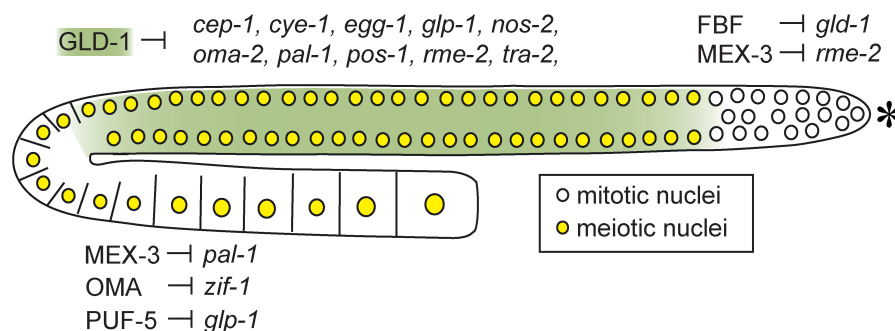 GLD-1 ⊣ cep-1, cye-1, egg-1, glp-1, nos-2,
oma-2, pal-1, pos-1, rme-2, tra-2,
FBF ⊣ gld-1
MEX-3 ⊣ rme-2
*
mitotic nuclei
meiotic nuclei
MEX-3 ⊣ pal-1
OMA ⊣ zif-1
PUF-5 ⊣ glp-1